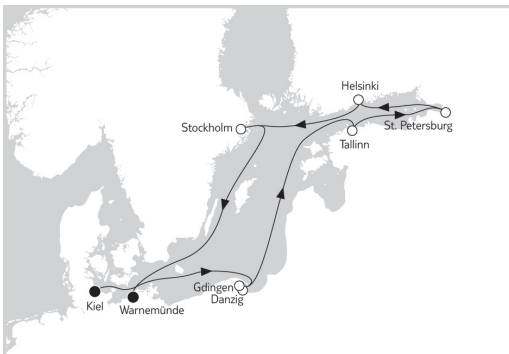 Helsinki
Stockholm
St. Petersburg
Tallinn
Gdingen
Danzig
Kiel
Warnemünde